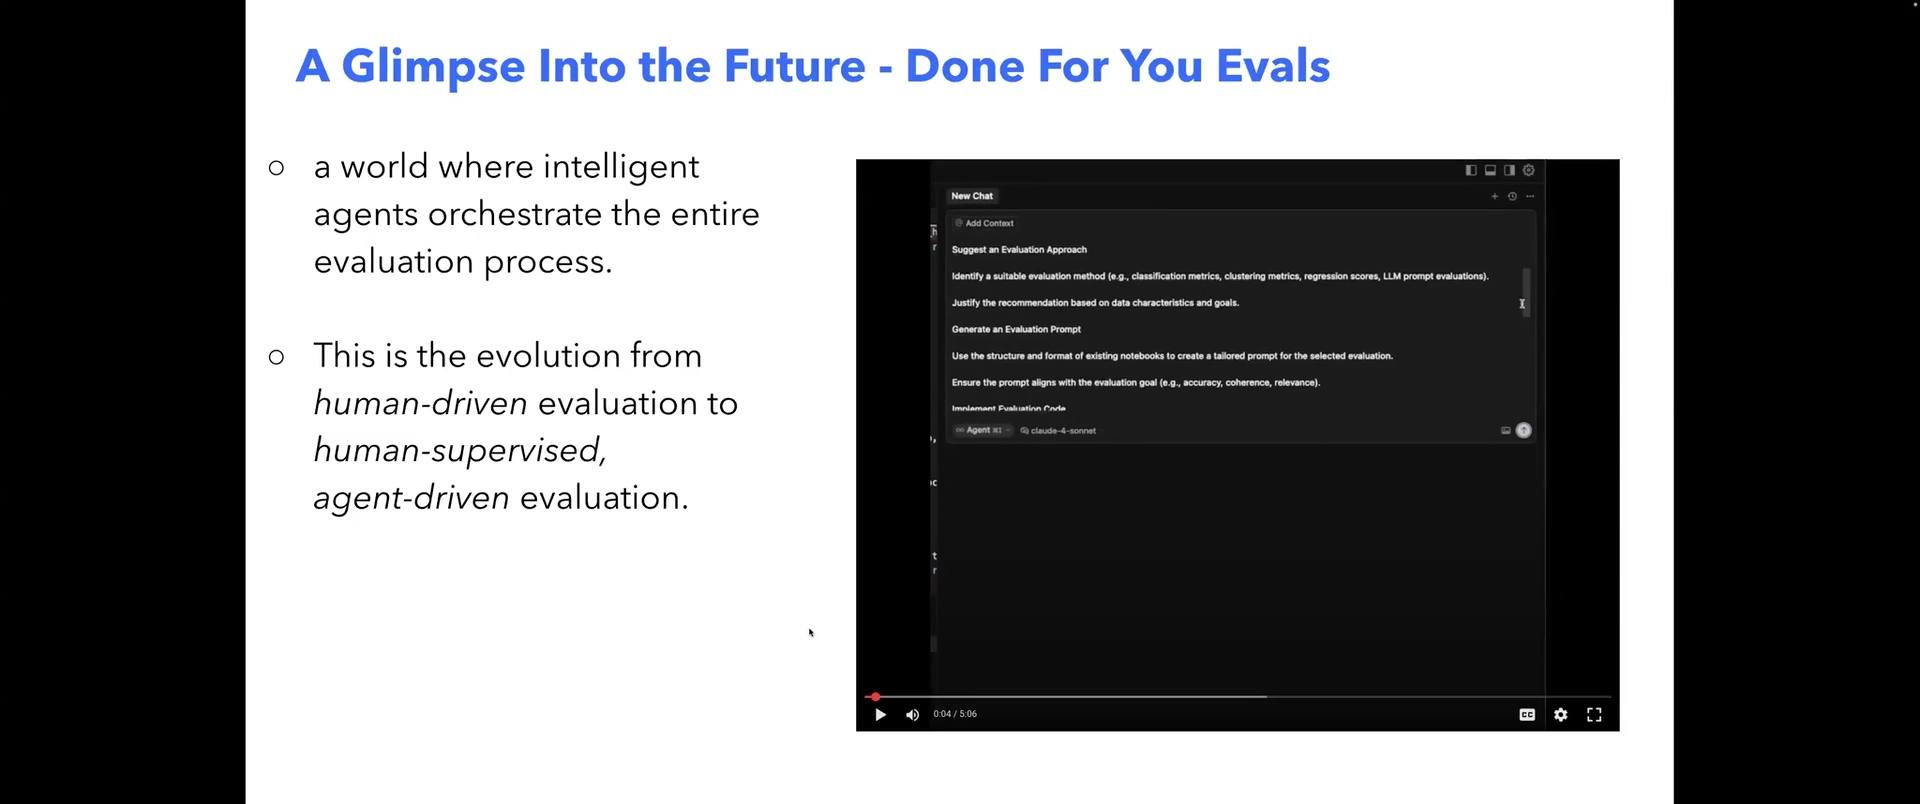 A Glimpse Into the Future - Done For You Evals
○ a world where intelligent
agents orchestrate the entire
evaluation process.
○ This is the evolution from
human-driven evaluation to
human-supervised,
agent-driven evaluation.
New Chat
Add Context
Suggest an Evaluation Approach
Identify a suitable evaluation method (e.g., classification metrics, clustering metrics, regression scores, LLM prompt evaluations).
Justify the recommendation based on data characteristics and goals.
Generate an Evaluation Prompt
Use the structure and format of existing notebooks to create a tailored prompt for the selected evaluation.
Ensure the prompt aligns with the evaluation goal (e.g., accuracy, coherence, relevance).
Implement Evaluation Code
Agent ⌘I claude-4-sonnet
0:04 / 5:06
CC